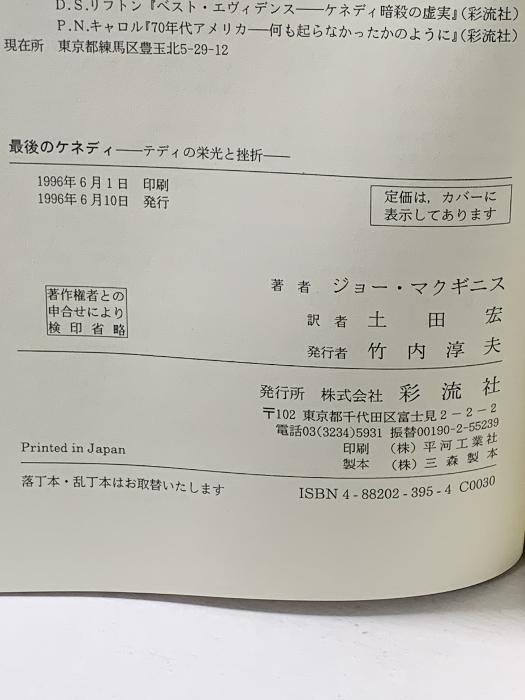 D.S.リフトン『ベスト・エヴィデンス――ケネディ暗殺の虚実』(彩流社)
P.N.キャロル『70年代アメリカ――何も起らなかったかのように』(彩流社)
現在所 東京都練馬区豊玉北5-29-12
最後のケネディ――テディの栄光と挫折――
1996年6月1日 印刷
1996年6月10日 発行
定価は，カバーに
表示してあります
著者 ジョー・マクギニス
著作権者との
申合せにより
検印省略
訳者 土田 宏
発行者 竹内淳夫
発行所 株式会社 彩流社
〒102 東京都千代田区富士見2-2-2
電話03(3234)5931 振替00190-2-55239
Printed in Japan
印刷 (株)平河工業社
製本 (株)三森製本
落丁本・乱丁本はお取替いたします
ISBN4-88202-395-4 C0030